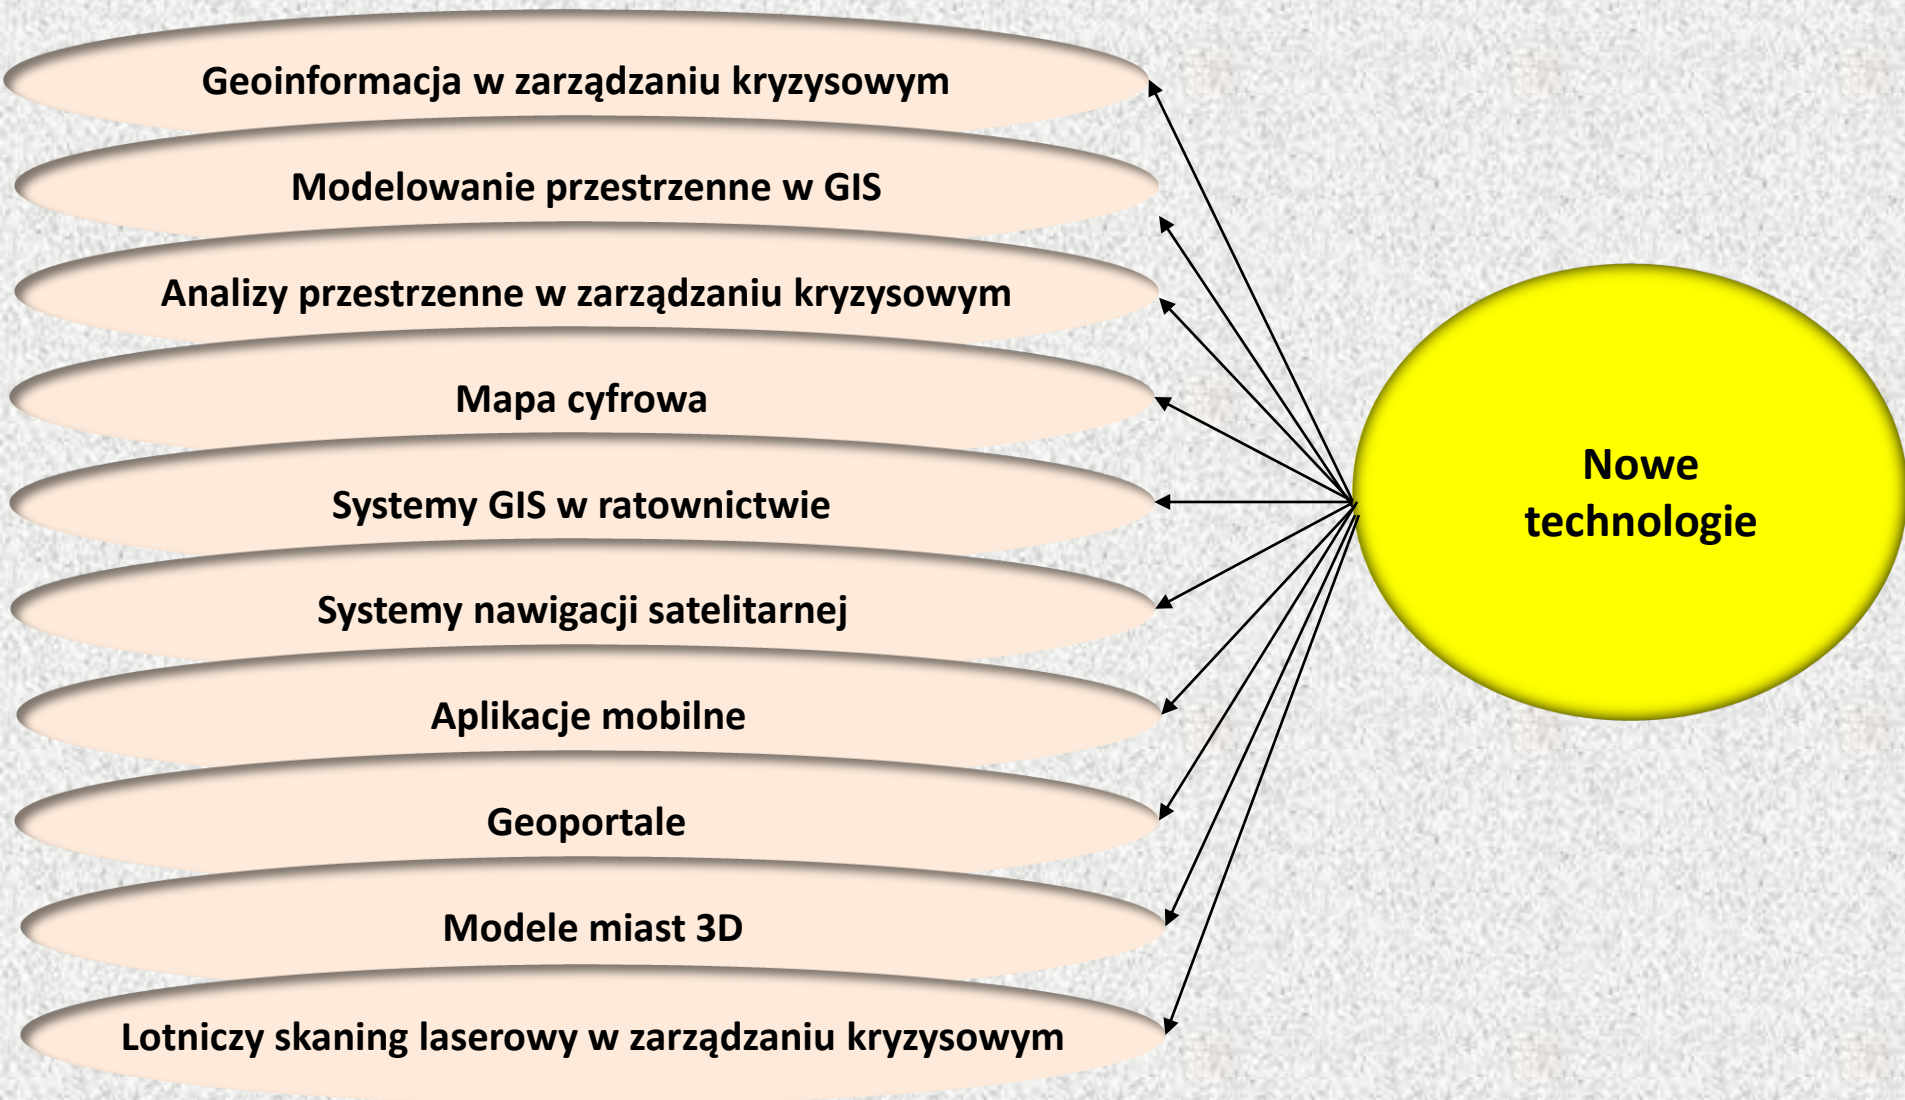 Geoinformacja w zarządzaniu kryzysowym
Modelowanie przestrzenne w GIS
Analizy przestrzenne w zarządzaniu kryzysowym
Mapa cyfrowa
Systemy GIS w ratownictwie
Systemy nawigacji satelitarnej
Aplikacje mobilne
Geoportale
Modele miast 3D
Lotniczy skaning laserowy w zarządzaniu kryzysowym
Nowe
technologie